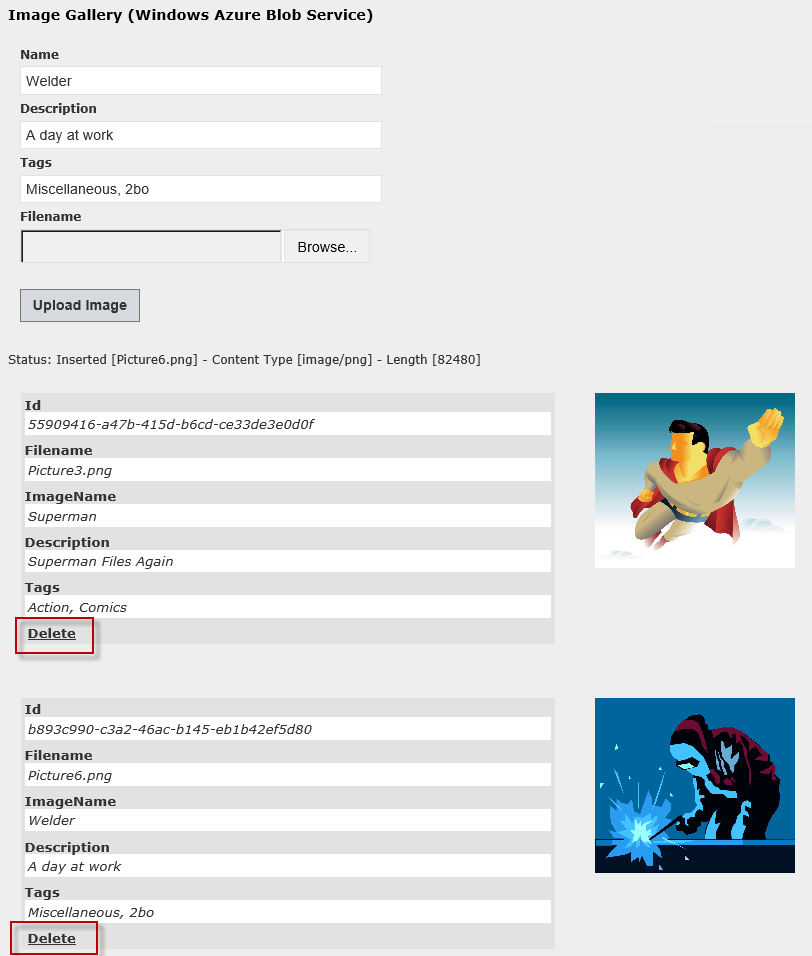 Image Gallery (Windows Azure Blob Service)
Name
Welder
Description
A day at work
Tags
Miscellaneous, 2bo
Filename
Browse...
Upload Image
Status: Inserted [Picture6.png] - Content Type [image/png] - Length [82480]
Id
55909416-a47b-415d-b6cd-ce33de3e0d0f
Filename
Picture3.png
ImageName
Superman
Description
Superman Files Again
Tags
Action, Comics
Delete
Id
b893c990-c3a2-46ac-b145-eb1b42ef5d80
Filename
Picture6.png
ImageName
Welder
Description
A day at work
Tags
Miscellaneous, 2bo
Delete